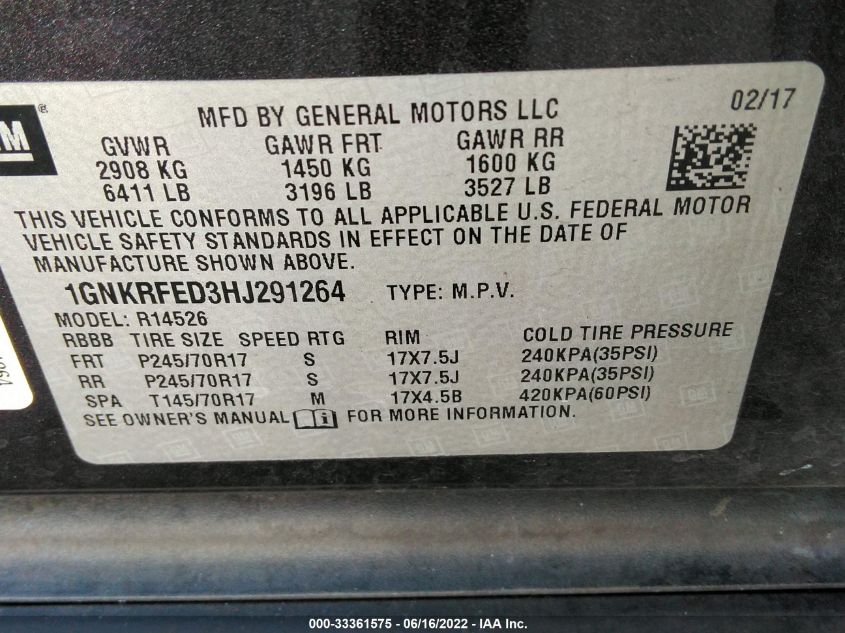 GM ®
MFD BY GENERAL MOTORS LLC 02/17
GVWR GAWR FRT GAWR RR
2908 KG 1450 KG 1600 KG
6411 LB 3196 LB 3527 LB
THIS VEHICLE CONFORMS TO ALL APPLICABLE U.S. FEDERAL MOTOR
VEHICLE SAFETY STANDARDS IN EFFECT ON THE DATE OF
MANUFACTURE SHOWN ABOVE.
1GNKRFED3HJ291264 TYPE: M.P.V.
MODEL: R14526
RBBB TIRE SIZE SPEED RTG RIM COLD TIRE PRESSURE
FRT P245/70R17 S 17X7.5J 240KPA(35PSI)
RR P245/70R17 S 17X7.5J 240KPA(35PSI)
SPA T145/70R17 M 17X4.5B 420KPA(60PSI)
SEE OWNER'S MANUAL i FOR MORE INFORMATION.
000-33361575 - 06/16/2022 - IAA Inc.